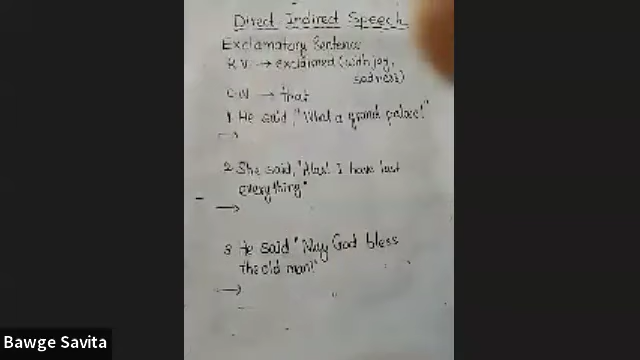 Direct Indirect Speech
Exclamatory Sentence
R.V → exclaimed (with joy,
sadness)
C.W → that
1. He said, "What a grand palace!"
→
2. She said, "Alas! I have lost
everything"
→
3 He said "May God bless
the old man!"
→
Bawge Savita